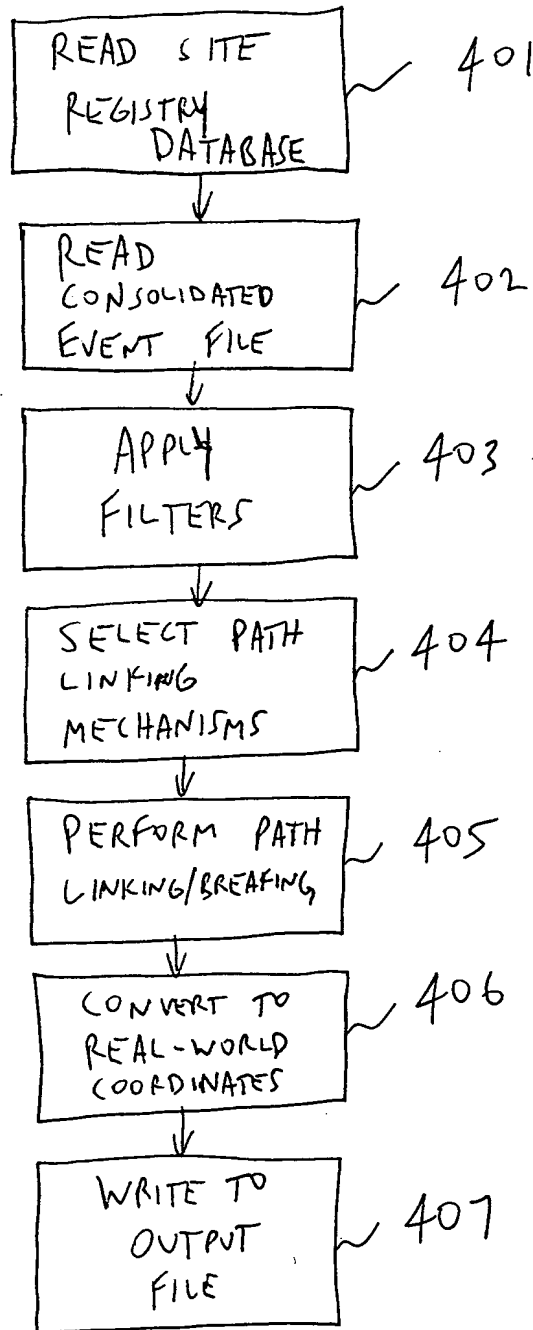 READ SITE
REGISTRY
DATABASE
401
READ
CONSOLIDATED
EVENT FILE
402
APPLY
FILTERS
403
SELECT PATH
LINKING
MECHANISMS
404
PERFORM PATH
LINKING/BREAKING
405
CONVERT TO
REAL-WORLD
COORDINATES
406
WRITE TO
OUTPUT
FILE
407